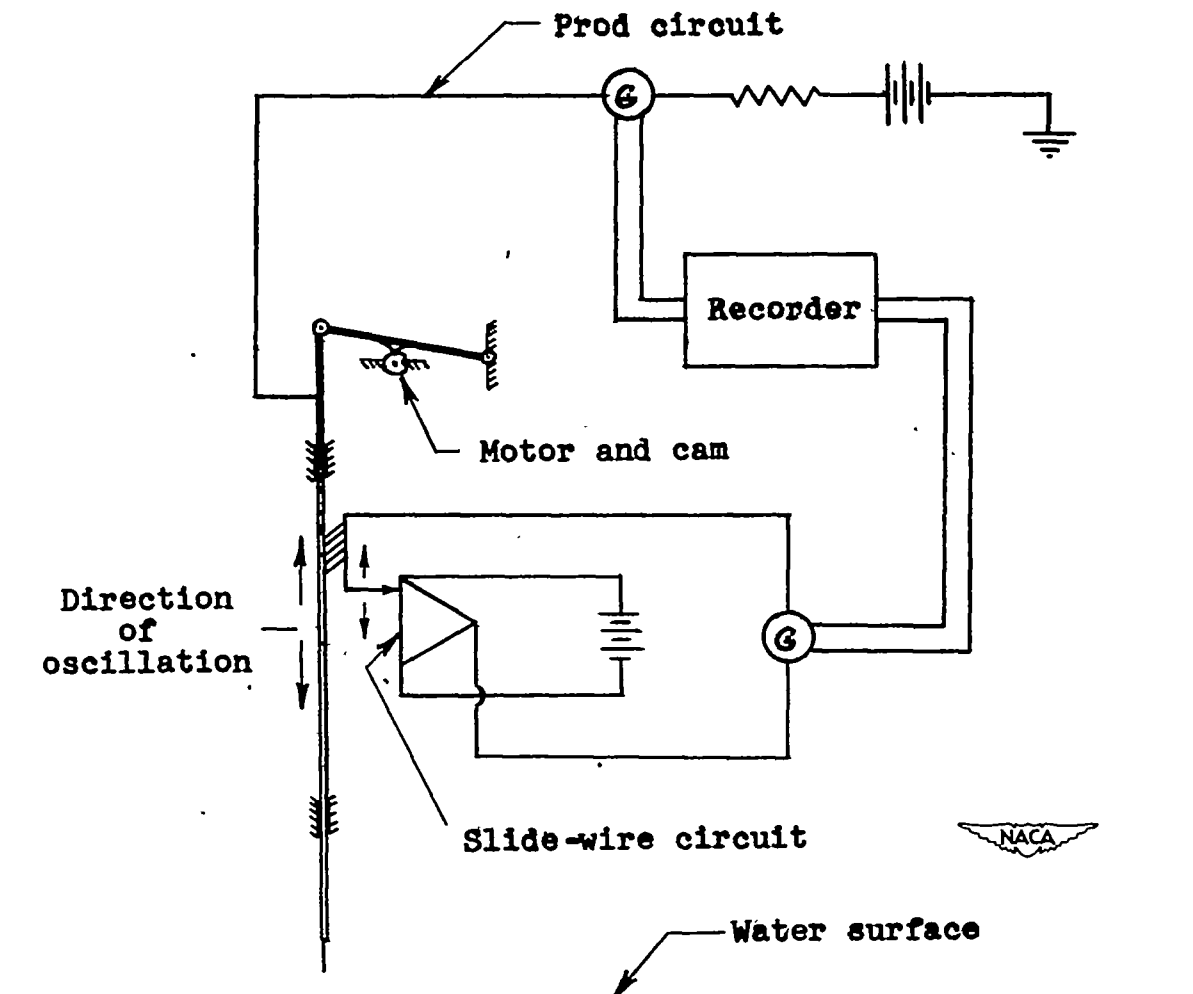 Prod circuit
G
Recorder
Motor and cam
Direction
of
oscillation
G
Slide-wire circuit
NACA
Water surface